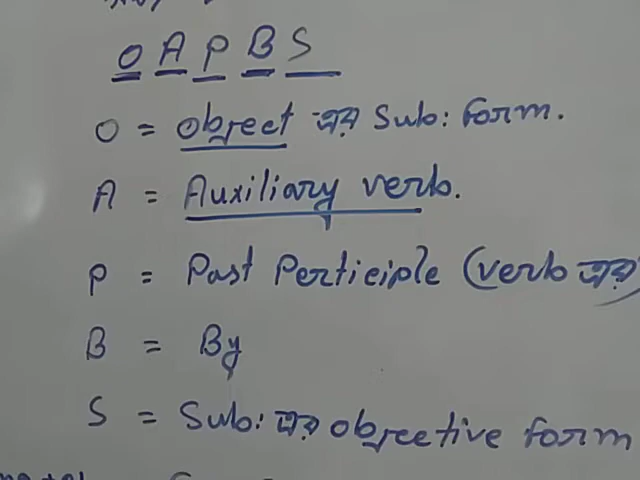 O A P B S
O = object এর Sub: form.
A = Auxiliary verb.
P = Past Perticiple (verb এর
B = By
S = Sub: এর objective form